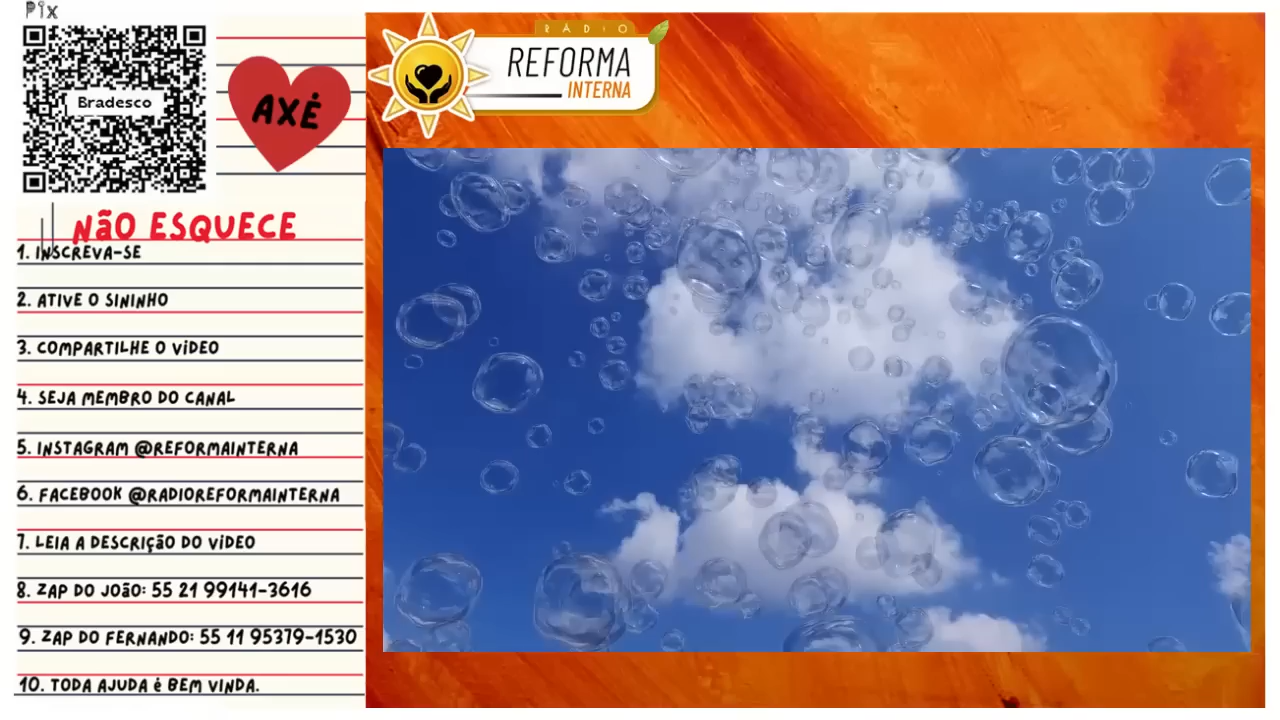 Pix
Bradesco
AXÉ
NãO ESQUECE
1. INSCREVA-SE
2. ATIVE O SININHO
3. COMPARTILHE O VíDEO
4. SEJA MEMBRO DO CANAL
5. INSTAGRAM @REFORMAINTERNA
6. FACEBOOK @RADIOREFORMAINTERNA
7. LEIA A DESCRIÇãO DO VíDEO
8. ZAP DO JOãO: 55 21 99141-3616
9. ZAP DO FERNANDO: 55 11 95379-1530
10. TODA AJUDA é BEM VINDA.
RÁDIO
REFORMA
INTERNA